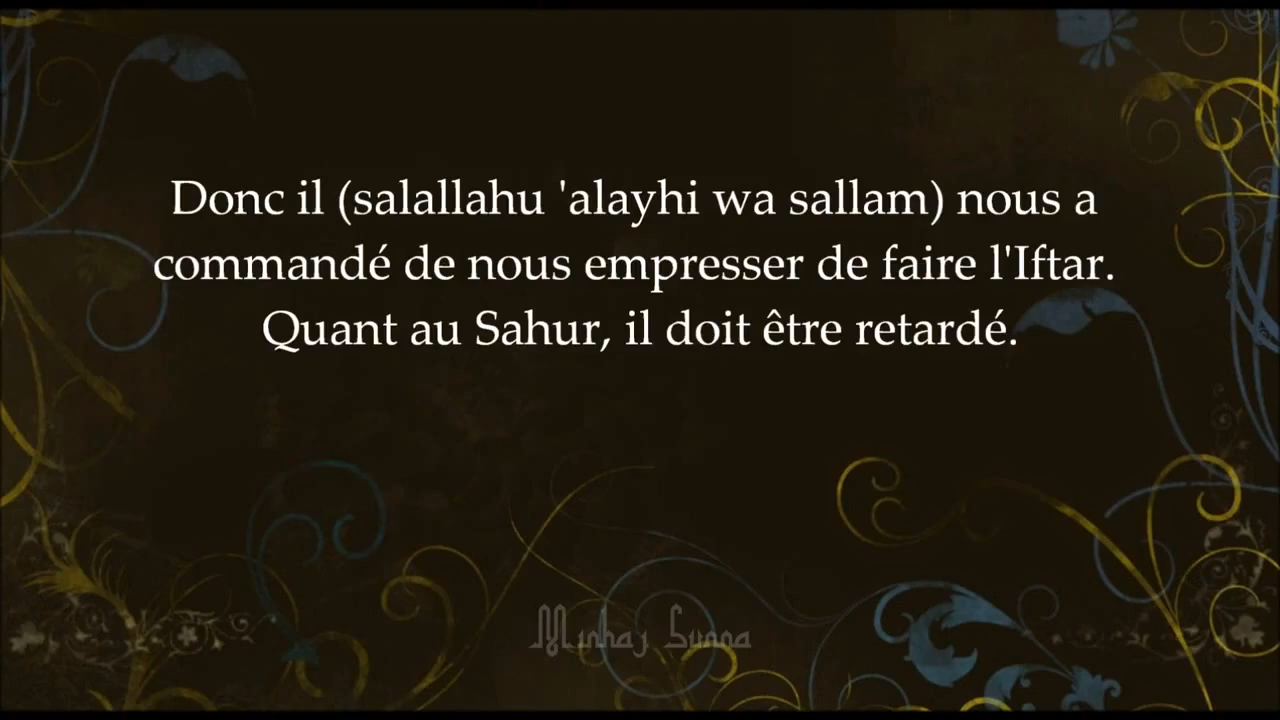 Donc il (salallahu 'alayhi wa sallam) nous a
commandé de nous empresser de faire l'Iftar.
Quant au Sahur, il doit être retardé.
Minhaj Sunna